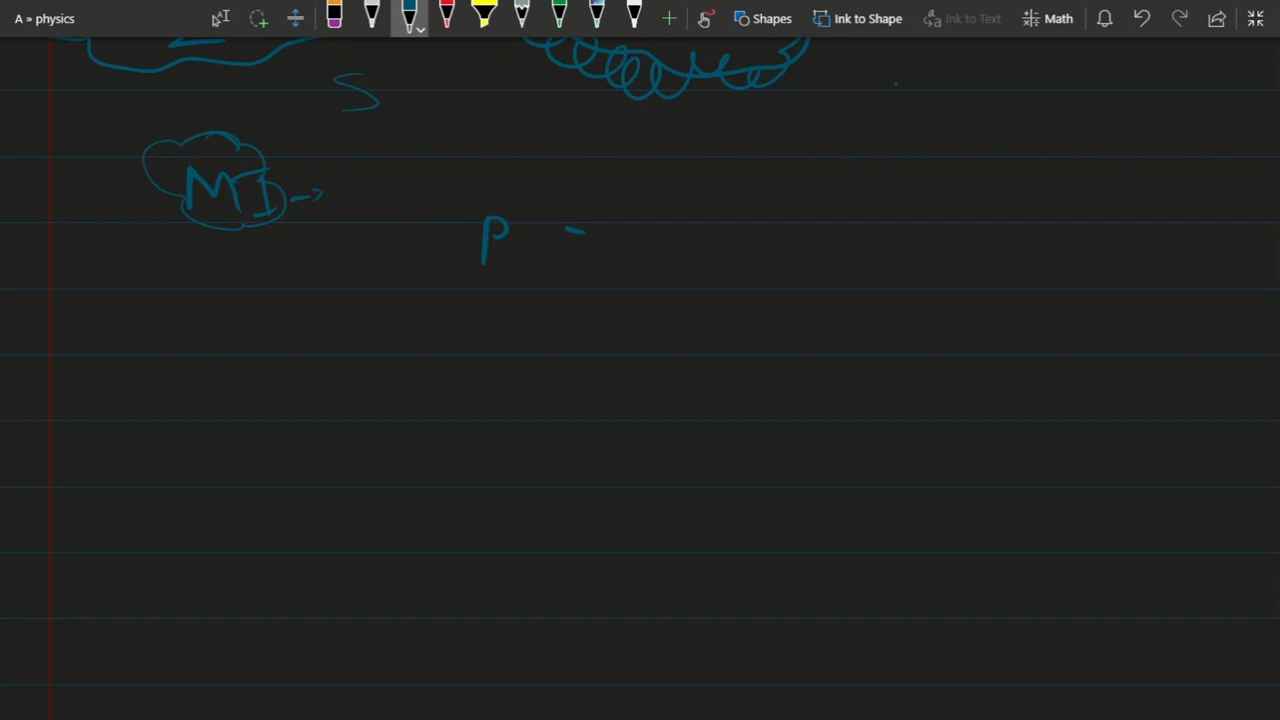 A » physics
Shapes
Ink to Shape
Ink to Text
Math
S
MI →
P -